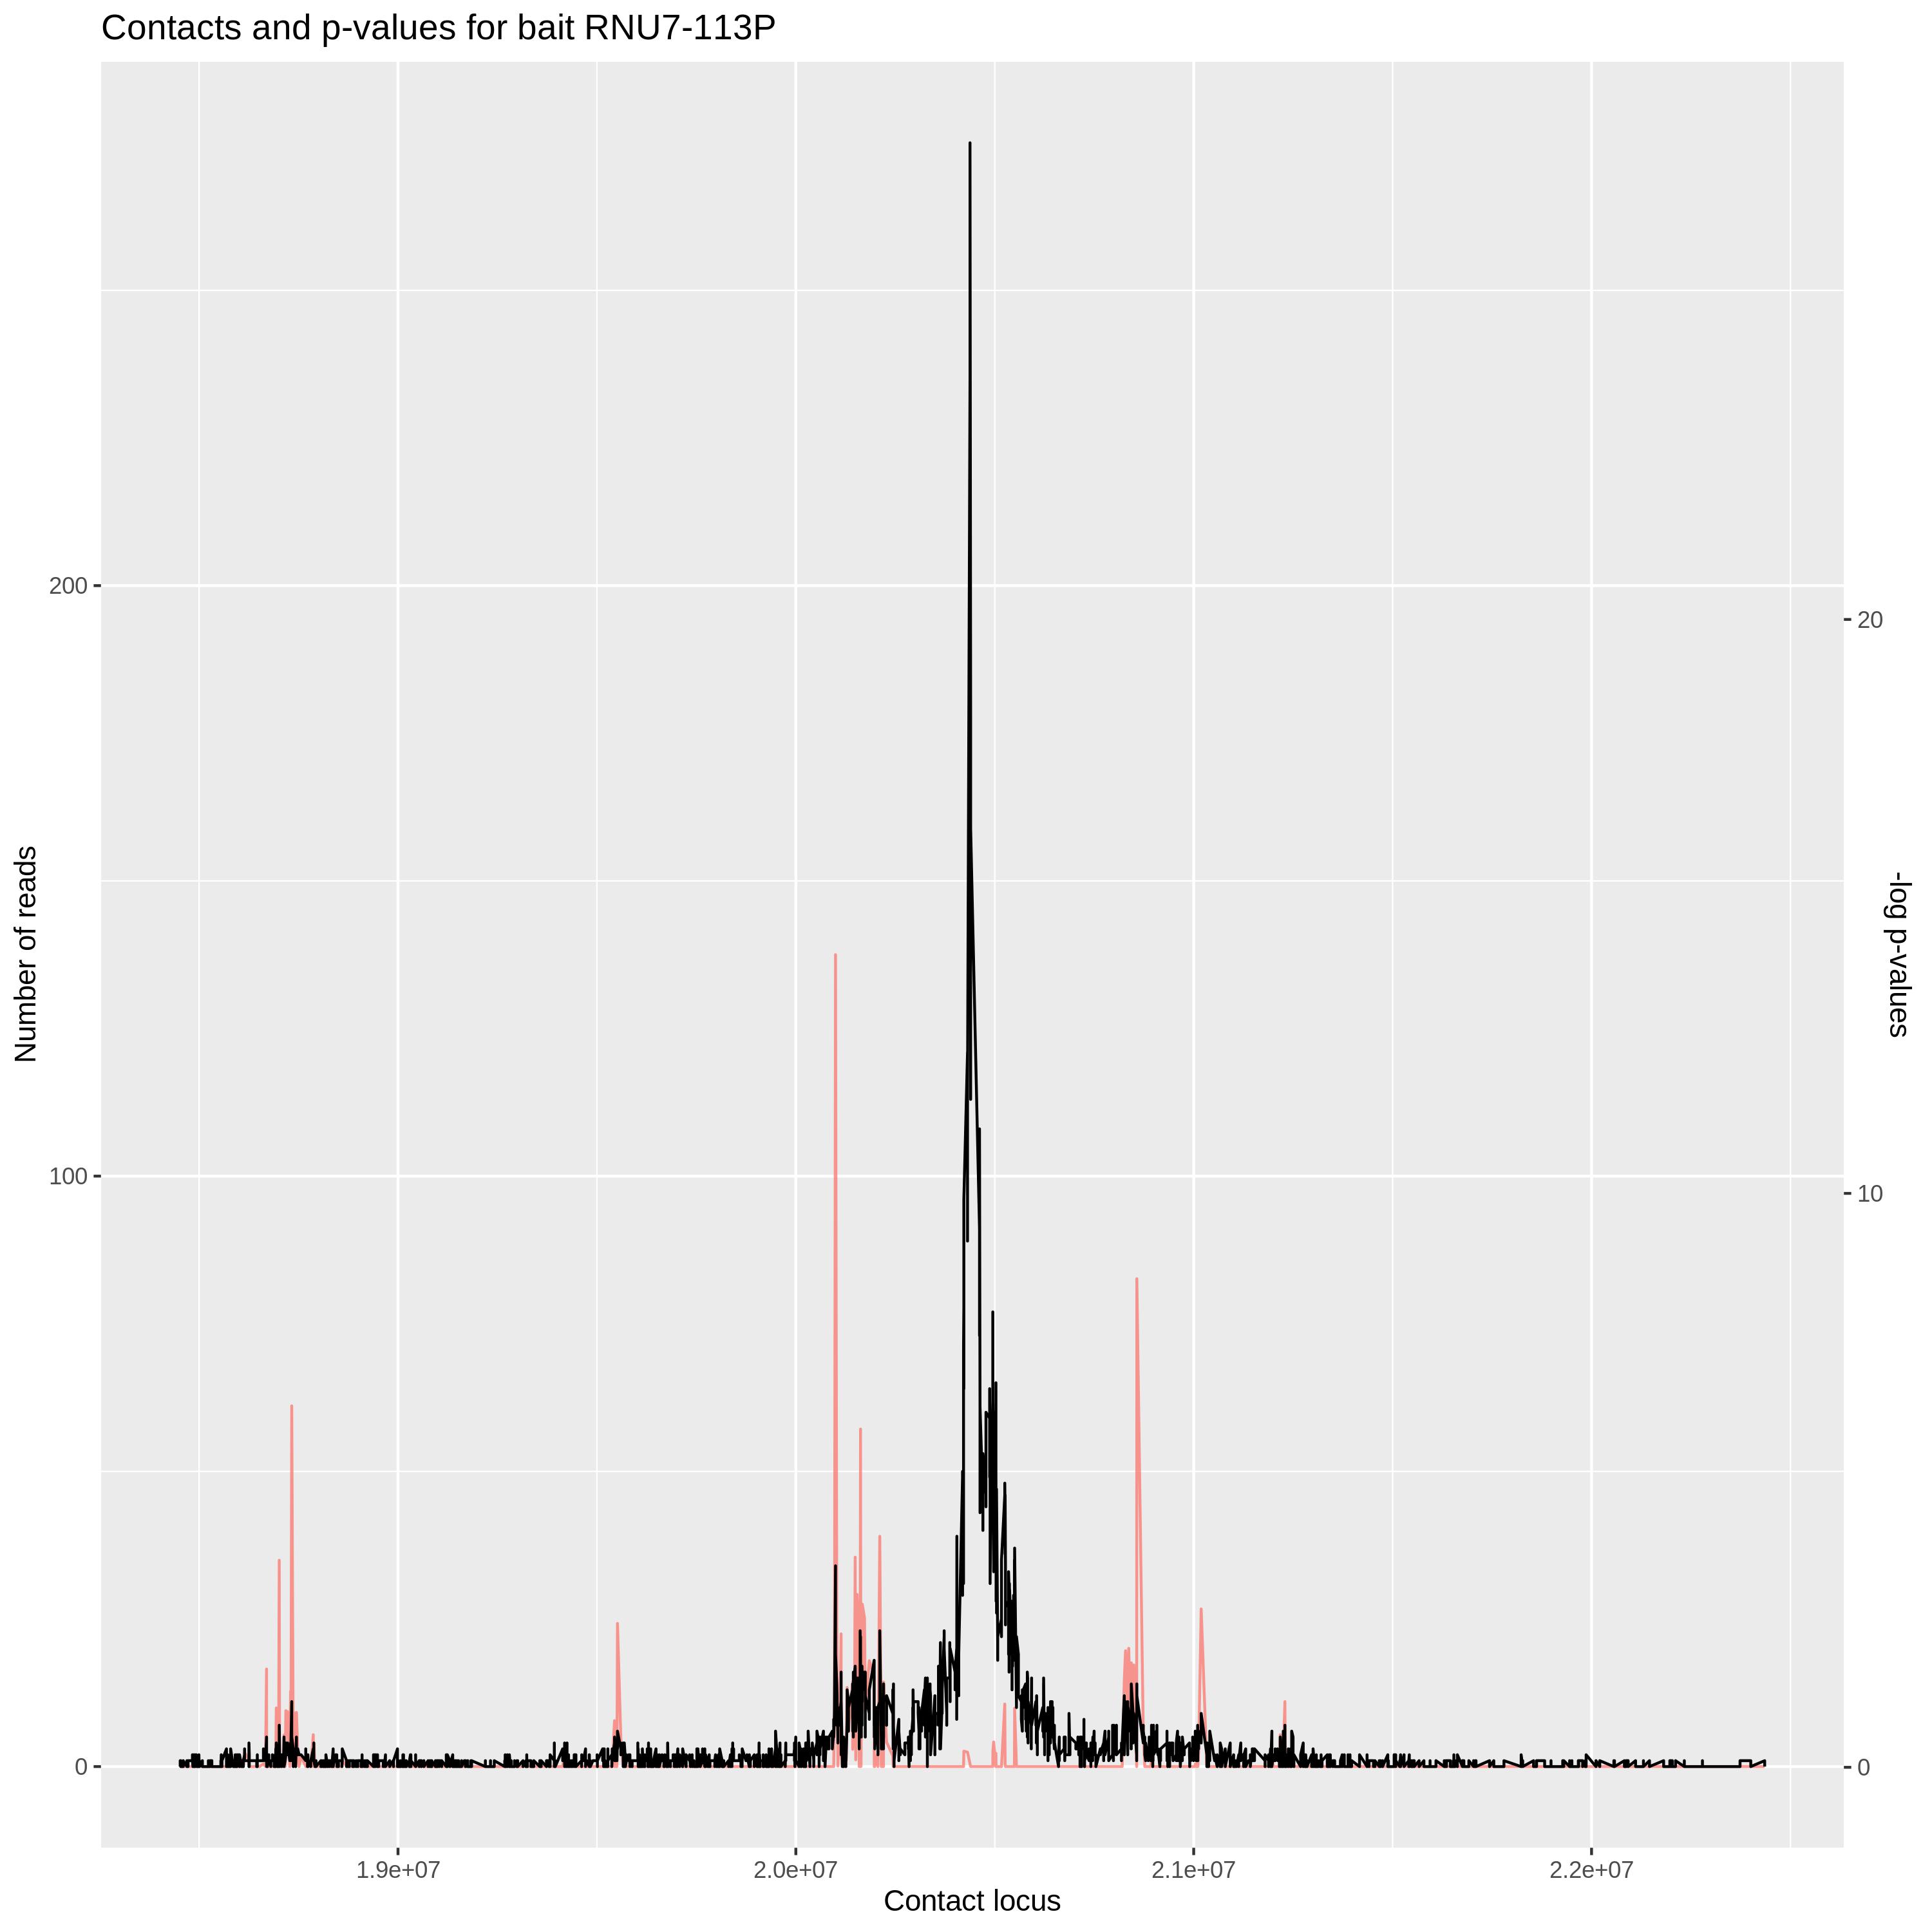 Contacts and p-values for bait RNU7-113P
Number of reads
200
100
0
20
10
0
-log p-values
1.9e+07
2.0e+07
2.1e+07
2.2e+07
Contact locus